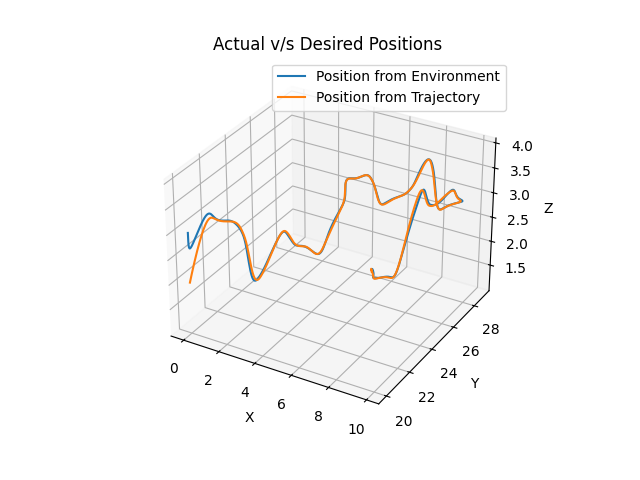 Actual v/s Desired Positions
Position from Environment
Position from Trajectory
4.0
3.5
3.0
2.5
2.0
1.5
Z
28
26
24
22
20
Y
0
2
4
6
8
10
X